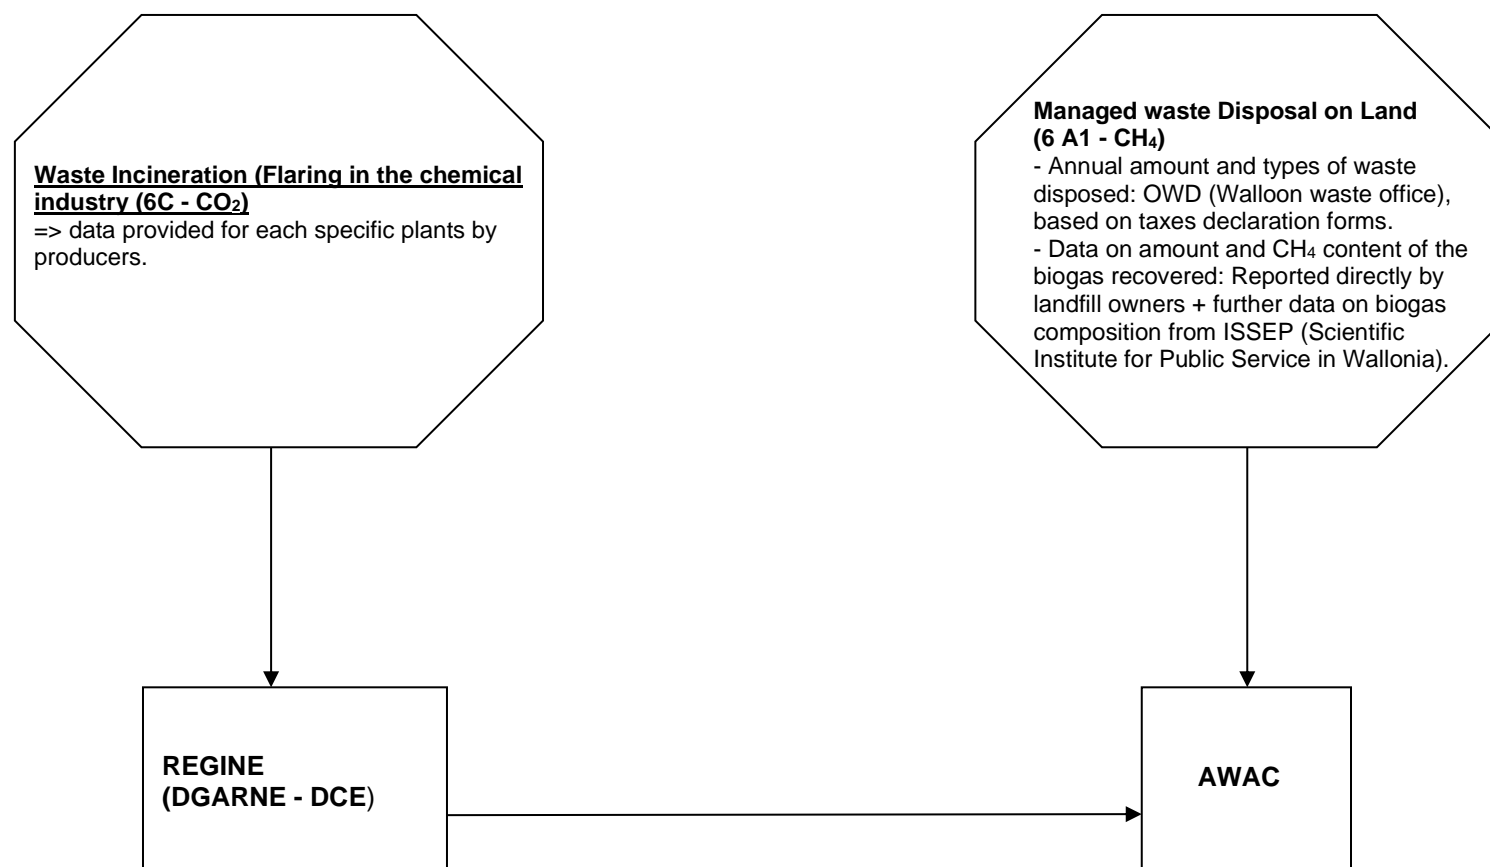 Waste Incineration (Flaring in the chemical
industry (6C - CO₂)
=> data provided for each specific plants by
producers.
Managed waste Disposal on Land
(6 A1 - CH₄)
- Annual amount and types of waste
disposed: OWD (Walloon waste office),
based on taxes declaration forms.
- Data on amount and CH₄ content of the
biogas recovered: Reported directly by
landfill owners + further data on biogas
composition from ISSEP (Scientific
Institute for Public Service in Wallonia).
REGINE
(DGARNE - DCE)
AWAC